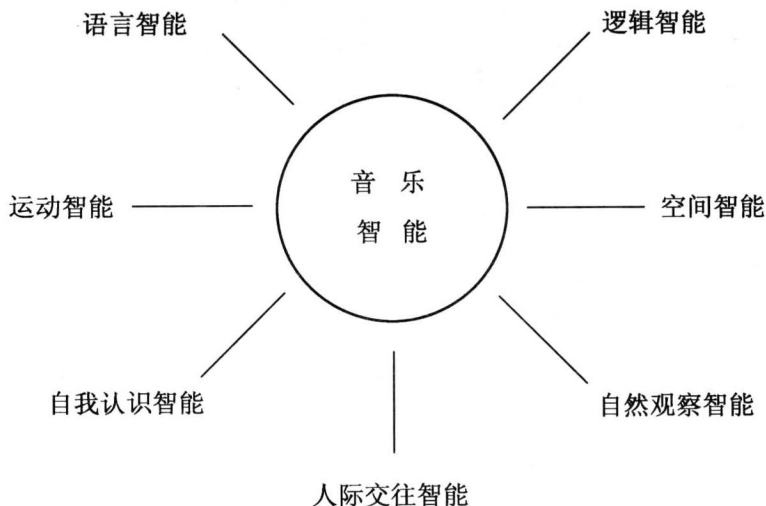 语言智能
逻辑智能
音乐
智能
运动智能
空间智能
自我认识智能
自然观察智能
人际交往智能